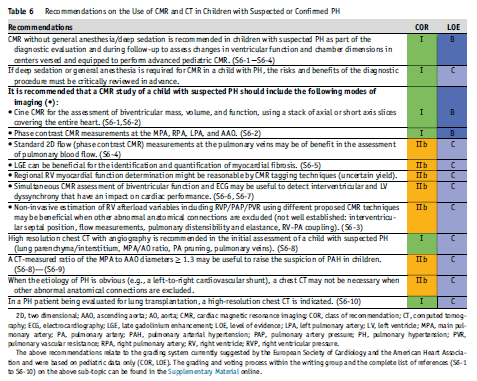 Table 6 Recommendations on the Use of CMR and CT in Children with Suspected or Confirmed PH
Recommendations COR LOE
CMR without general anesthesia/deep sedation is recommended in children with suspected PH as part of the I B
diagnostic evaluation and during follow-up to assess changes in ventricular function and chamber dimensions in
centers versed and equipped to perform advanced pediatric CMR. (S6-1—S6-4)
If deep sedation or general anesthesia is required for CMR in a child with PH, the risks and benefits of the diagnostic I C
procedure must be critically reviewed in advance.
It is recommended that a CMR study of a child with suspected PH should include the following modes of
imaging (•):
• Cine CMR for the assessment of biventricular mass, volume, and function, using a stack of axial or short axis slices I B
covering the entire heart. (S6-1,S6-2)
• Phase contrast CMR measurements at the MPA, RPA, LPA, and AAO. (S6-2) I B
• Standard 2D flow (phase contrast CMR) measurements at the pulmonary veins may be of benefit in the assessment IIb C
of pulmonary blood flow. (S6-4)
• LGE can be beneficial for the identification and quantification of myocardial fibrosis. (S6-5) IIb C
• Regional RV myocardial function determination might be reasonable by CMR tagging techniques (uncertain yield). IIb C
• Simultaneous CMR assessment of biventricular function and ECG may be useful to detect interventricular and LV IIb C
dyssynchrony that have an impact on cardiac performance. (S6-6, S6-7)
• Non-invasive estimation of RV afterload variables including RVP/PAP/PVR using different proposed CMR techniques IIb C
may be beneficial when other abnormal anatomical connections are excluded (not well established: interventricu-
lar septal position, flow measurements, pulmonary distensibility and elastance, RV-PA coupling). (S6-3)
High resolution chest CT with angiography is recommended in the initial assessment of a child with suspected PH I C
(lung parenchyma/interstitium, MPA/AO ratio, PA pruning, pulmonary veins). (S6-8)
A CT-measured ratio of the MPA to AAO diameters ≥ 1.3 may be useful to raise the suspicion of PAH in children. IIb C
(S6-8)—(S6-9)
When the etiology of PH is obvious (e.g., a left-to-right cardiovascular shunt), a chest CT may not be necessary when IIb C
other abnormal anatomical connections are excluded.
In a PH patient being evaluated for lung transplantation, a high-resolution chest CT is indicated. (S6-10) I C
2D, two dimensional; AAO, ascending aorta; AO, aorta; CMR, cardiac magnetic resonance imaging; COR, class of recommendation; CT, computed tomog-
raphy; ECG, electrocardiography; LGE, late gadolinium enhancement; LOE, level of evidence; LPA, left pulmonary artery; LV, left ventricle; MPA, main pul-
monary artery; PA, pulmonary artery; PAH, pulmonary arterial hypertension; PAP, pulmonary artery pressure; PH, pulmonary hypertension; PVR,
pulmonary vascular resistance; RPA, right pulmonary artery; RV, right ventricle; RVP, right ventricular pressure.
The above recommendations relate to the grading system currently suggested by the European Society of Cardiology and the American Heart Associa-
tion and were based on pediatric data only (COR, LOE). The grading and voting process within the writing group and the complete list of references (S6-1
to S6-10) on the above sub-topic can be found in the Supplementary Material online.